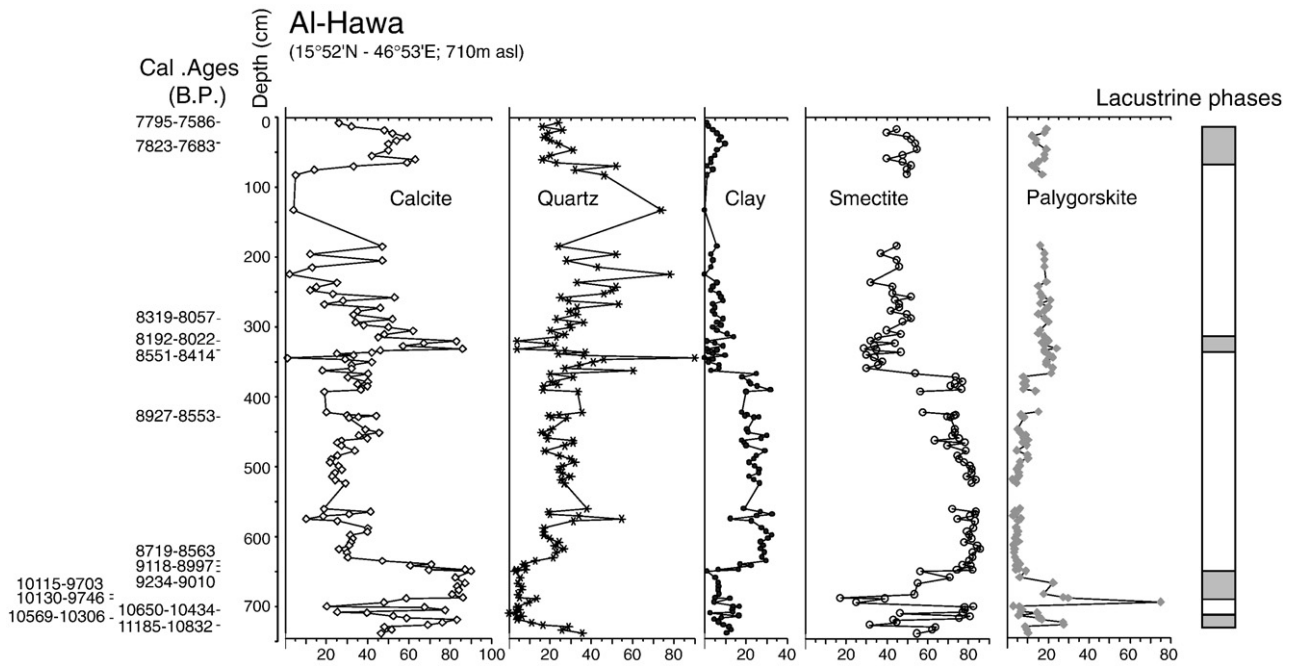 Al-Hawa
(15°52'N - 46°53'E; 710m asl)
Cal .Ages
(B.P.)
Depth (cm)
Lacustrine phases
7795-7586
7823-7683
8319-8057
8192-8022
8551-8414
8927-8553
8719-8563
9118-8997
10115-9703
9234-9010
10130-9746
10650-10434
10569-10306
11185-10832
0
100
200
300
400
500
600
700
Calcite
Quartz
Clay
Smectite
Palygorskite
20 40 60 80 100
20 40 60 80
20 40
20 40 60 80
20 40 60 80